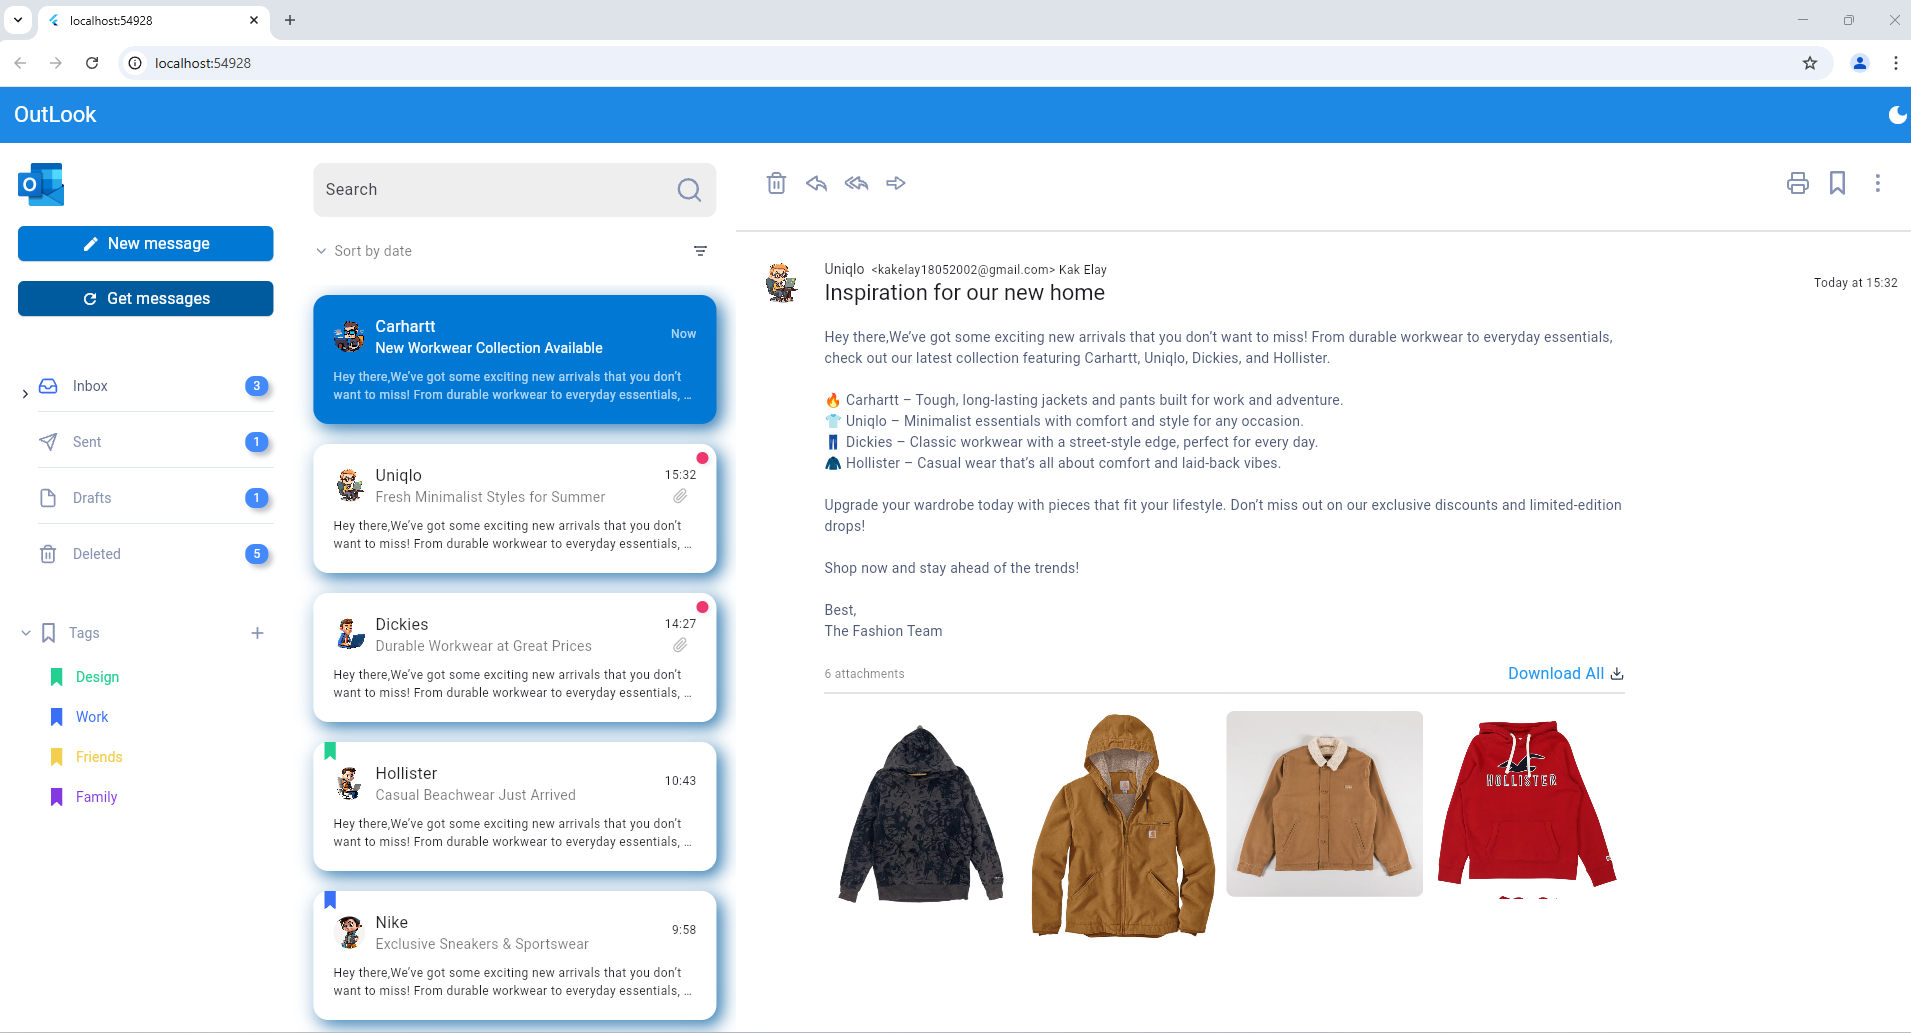 localhost:54928
localhost:54928
OutLook
New message
Get messages
Inbox 3
Sent 1
Drafts 1
Deleted 5
Tags
Design
Work
Friends
Family
Search
Sort by date
Carhartt
Now
New Workwear Collection Available
Hey there,We’ve got some exciting new arrivals that you don’t
want to miss! From durable workwear to everyday essentials, …
Uniqlo
15:32
Fresh Minimalist Styles for Summer
Hey there,We’ve got some exciting new arrivals that you don’t
want to miss! From durable workwear to everyday essentials, …
Dickies
14:27
Durable Workwear at Great Prices
Hey there,We’ve got some exciting new arrivals that you don’t
want to miss! From durable workwear to everyday essentials, …
Hollister
10:43
Casual Beachwear Just Arrived
Hey there,We’ve got some exciting new arrivals that you don’t
want to miss! From durable workwear to everyday essentials, …
Nike
9:58
Exclusive Sneakers & Sportswear
Hey there,We’ve got some exciting new arrivals that you don’t
want to miss! From durable workwear to everyday essentials, …
Uniqlo <kakelay18052002@gmail.com> Kak Elay
Inspiration for our new home
Today at 15:32
Hey there,We’ve got some exciting new arrivals that you don’t want to miss! From durable workwear to everyday essentials,
check out our latest collection featuring Carhartt, Uniqlo, Dickies, and Hollister.
🔥 Carhartt – Tough, long-lasting jackets and pants built for work and adventure.
👕 Uniqlo – Minimalist essentials with comfort and style for any occasion.
👖 Dickies – Classic workwear with a street-style edge, perfect for every day.
🧥 Hollister – Casual wear that’s all about comfort and laid-back vibes.
Upgrade your wardrobe today with pieces that fit your lifestyle. Don’t miss out on our exclusive discounts and limited-edition
drops!
Shop now and stay ahead of the trends!
Best,
The Fashion Team
6 attachments
Download All
HOLLISTER